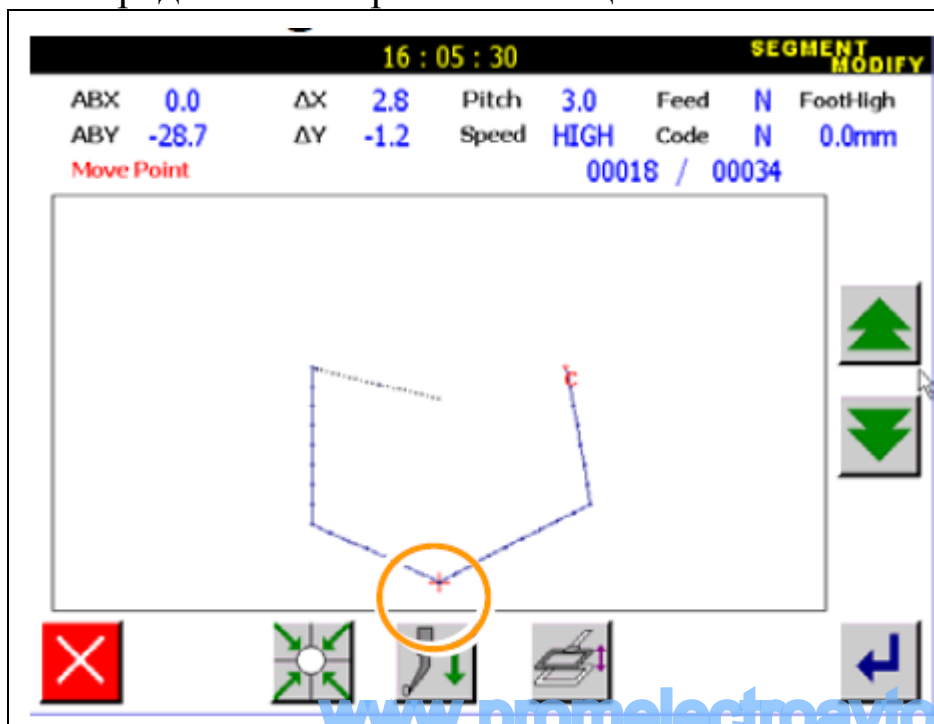 16 : 05 : 30 SEGMENT MODIFY
ABX 0.0 ΔX 2.8 Pitch 3.0 Feed N FootHigh
ABY -28.7 ΔY -1.2 Speed HIGH Code N 0.0mm
Move Point 00018 / 00034
C